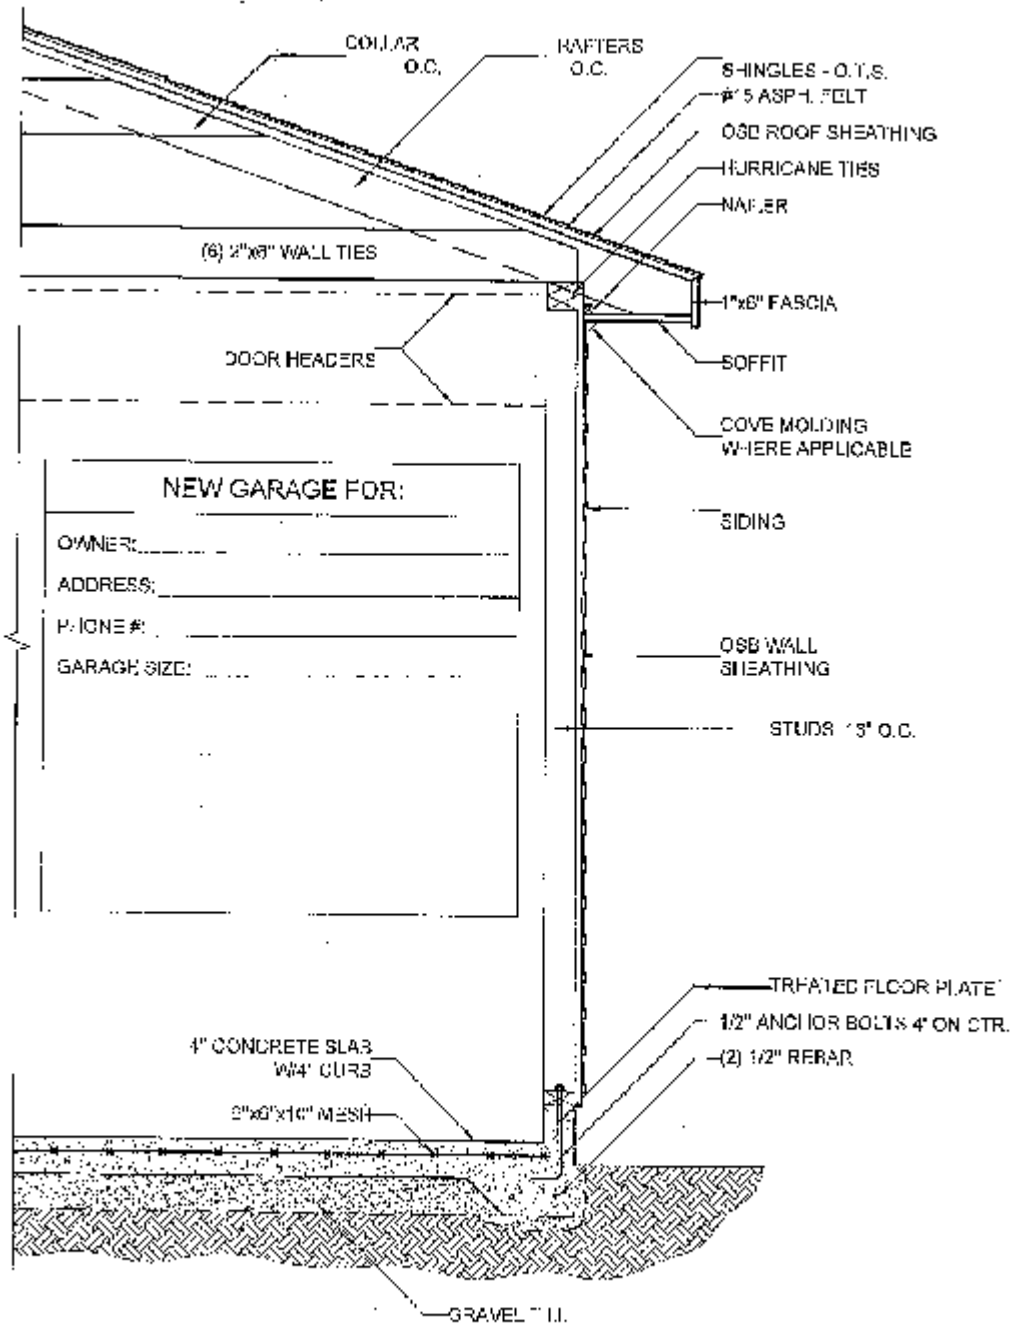 COLLAR
O.C.
RAFTERS
O.C.
SHINGLES - O.T.S.
#15 ASPH. FELT
OSB ROOF SHEATHING
HURRICANE TIES
NAILER
(6) 2"x6" WALL TIES
1"x6" FASCIA
DOOR HEADERS
SOFFIT
COVE MOLDING
WHERE APPLICABLE
NEW GARAGE FOR:
OWNER:
ADDRESS:
PHONE #:
GARAGE SIZE:
SIDING
OSB WALL
SHEATHING
STUDS O.C.
TREATED FLOOR PLATE
1/2" ANCHOR BOLTS 4' ON CTR.
(2) 1/2" REBAR
4" CONCRETE SLAB
W/4" CURB
MESH
GRAVEL